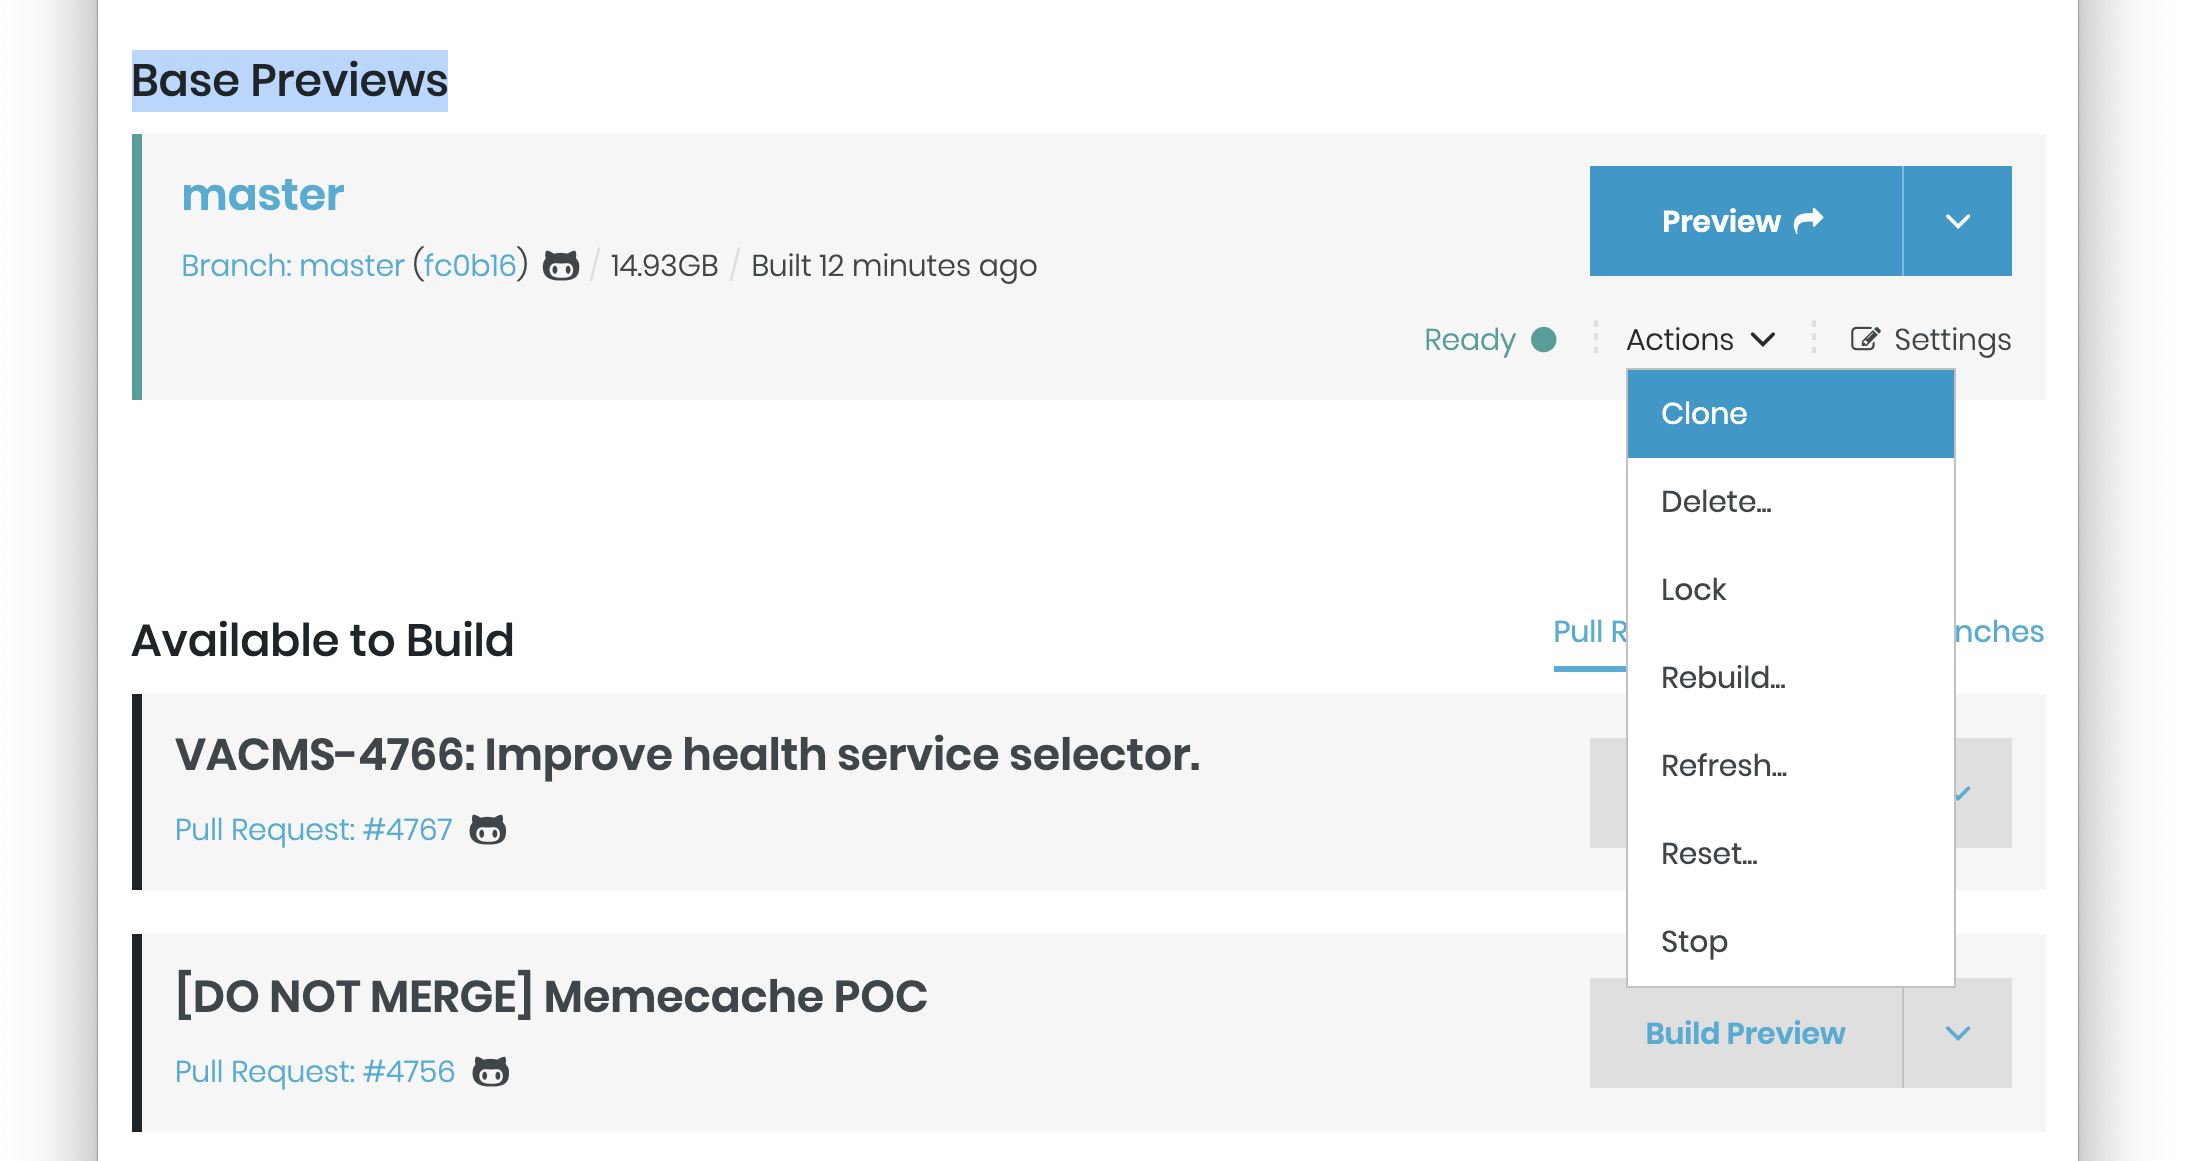 Base Previews
master
Preview
Branch: master (fc0b16) / 14.93GB / Built 12 minutes ago
Ready
Actions
Settings
Clone
Delete...
Lock
Rebuild...
Refresh...
Reset...
Stop
Available to Build
Pull
VACMS-4766: Improve health service selector.
Pull Request: #4767
[DO NOT MERGE] Memecache POC
Pull Request: #4756
Build Preview